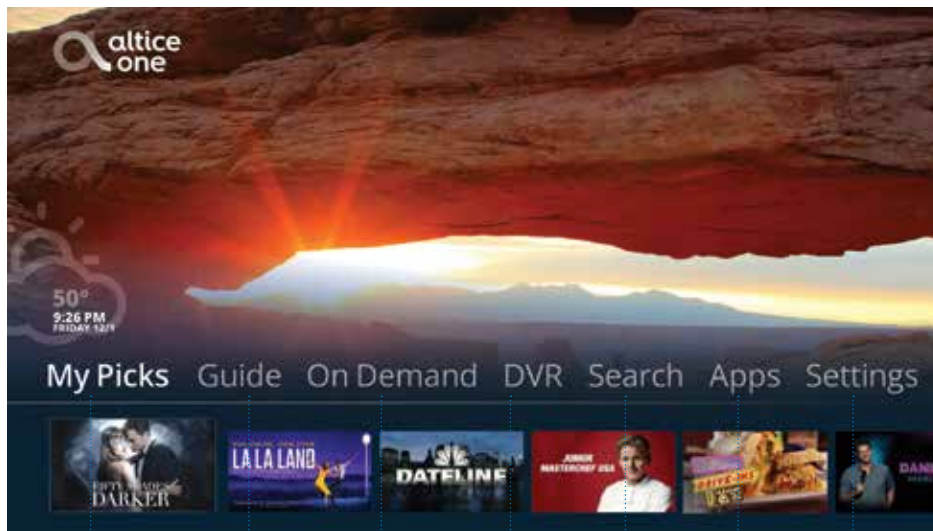 altice
one
50°
9:26 PM
FRIDAY 12/1
My Picks Guide On Demand DVR Search Apps Settings
FIFTY SHADES
DARKER
LA LA LAND
DATELINE
JUNIOR
MASTERCHEF USA
DRIVE-INS
DANI